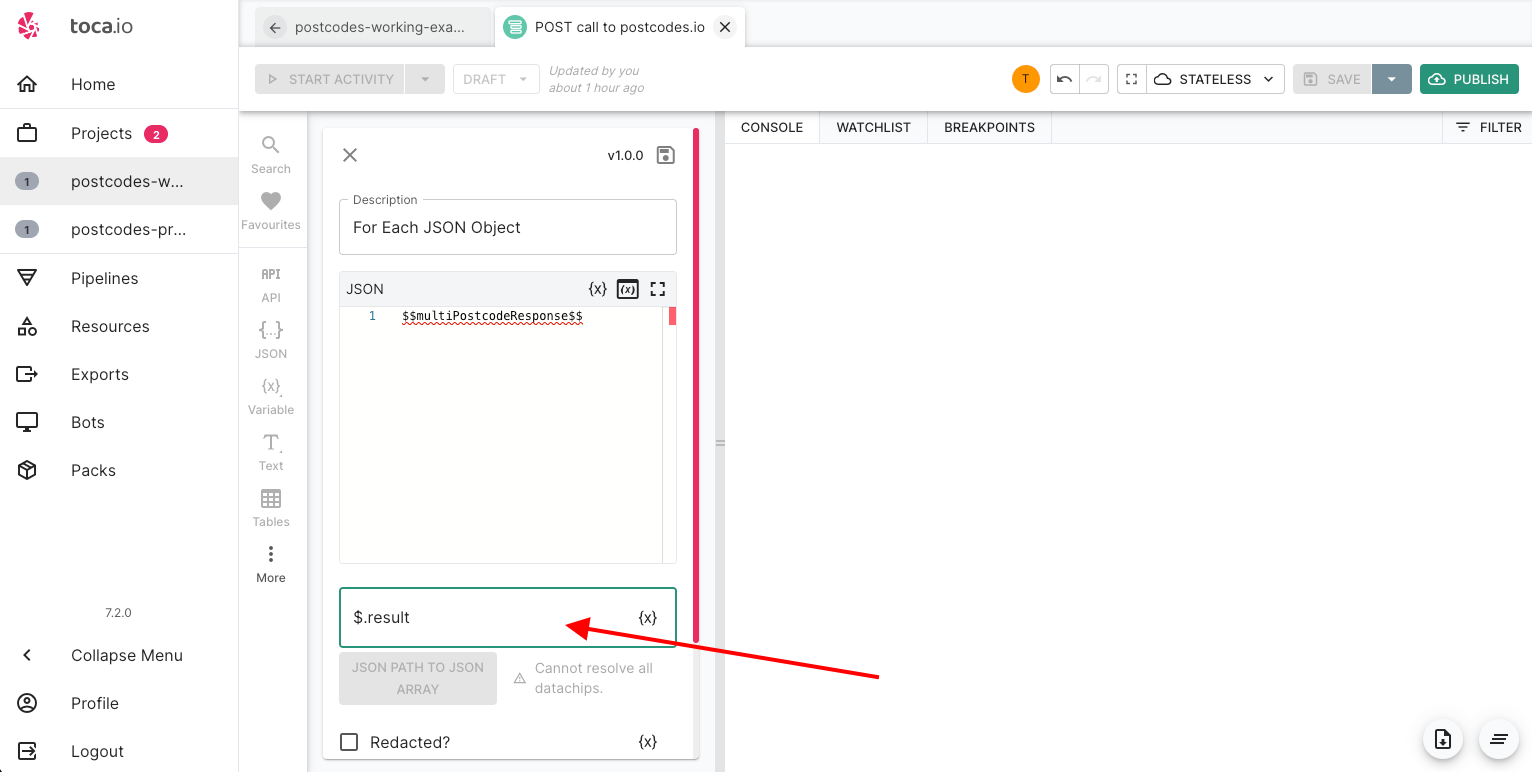 toca.io
Home
Projects 2
1 postcodes-w...
1 postcodes-pr...
Pipelines
Resources
Exports
Bots
Packs
7.2.0
Collapse Menu
Profile
Logout
postcodes-working-exa...
POST call to postcodes.io
START ACTIVITY
DRAFT
Updated by you
about 1 hour ago
T
STATELESS
SAVE
PUBLISH
Search
Favourites
API
API
{...}
JSON
{x}
Variable
T
Text
Tables
More
v1.0.0
Description
For Each JSON Object
JSON {x} (x)
1 $$multiPostcodeResponse$$
$.result {x}
JSON PATH TO JSON
ARRAY
Cannot resolve all
datachips.
Redacted? {x}
CONSOLE WATCHLIST BREAKPOINTS FILTER